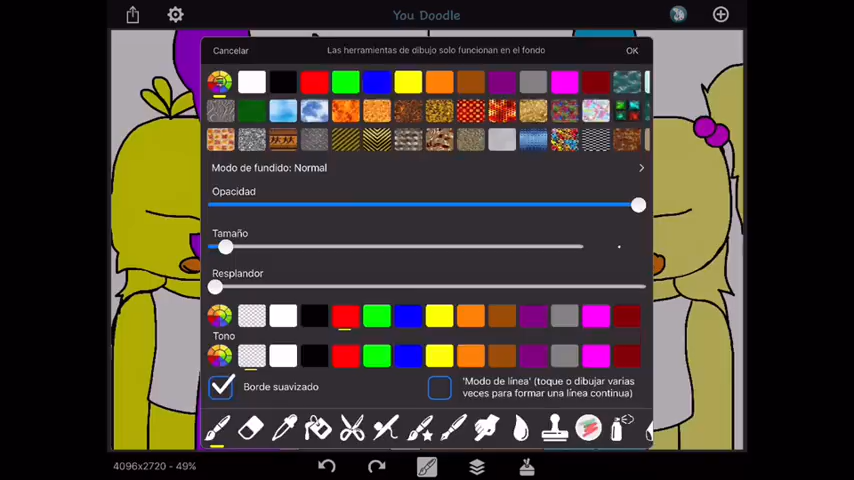 You Doodle
Cancelar
Las herramientas de dibujo solo funcionan en el fondo
OK
Modo de fundido: Normal
Opacidad
Tamaño
Resplandor
Tono
Borde suavizado
'Modo de línea' (toque o dibujar varias
veces para formar una línea continua)
4096x2720 - 49%